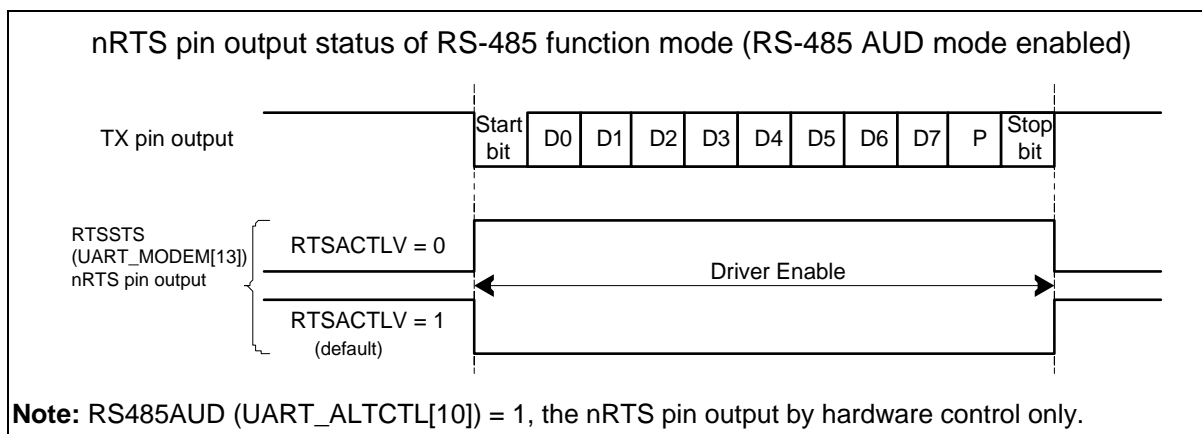 nRTS pin output status of RS-485 function mode (RS-485 AUD mode enabled)
TX pin output
Start bit D0 D1 D2 D3 D4 D5 D6 D7 P Stop bit
RTSSTS
(UART_MODEM[13])
nRTS pin output
RTSACTLV = 0
Driver Enable
RTSACTLV = 1
(default)
Note: RS485AUD (UART_ALTCTL[10]) = 1, the nRTS pin output by hardware control only.